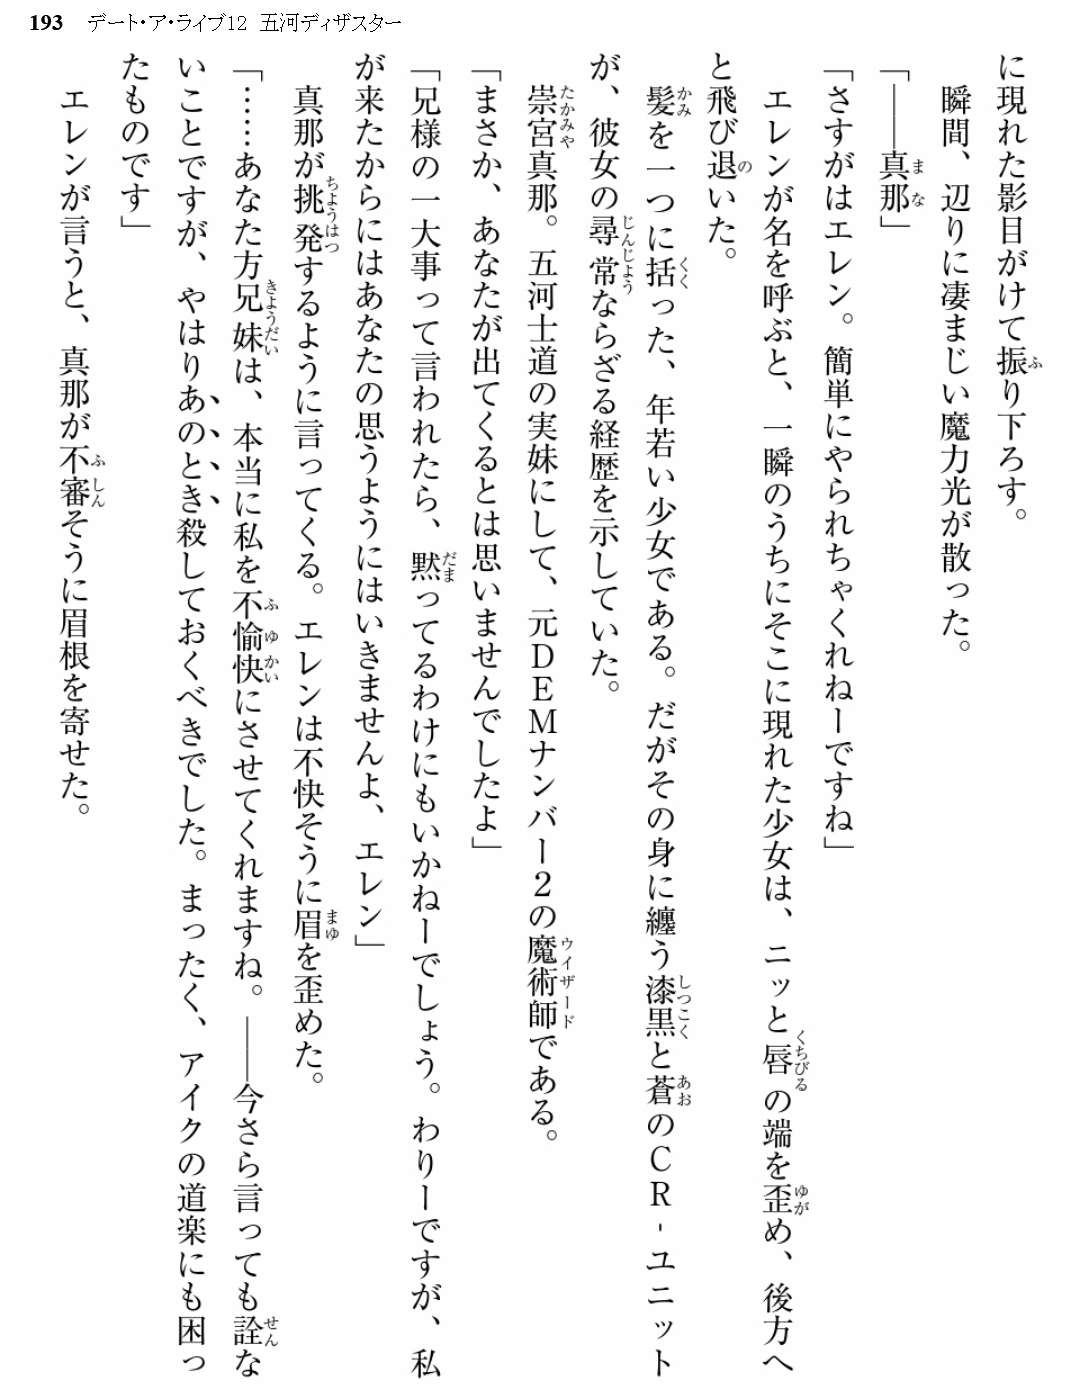 193 デート・ア・ライブ12 五河ディザスター
に現れた影目がけて振り下ろす。
瞬間、辺りに凄まじい魔力光が散った。
「――真那」
「さすがはエレン。簡単にやられちゃくれねーですね」
エレンが名を呼ぶと、一瞬のうちにそこに現れた少女は、ニッと唇の端を歪め、後方へ
と飛び退いた。
髪を一つに括った、年若い少女である。だがその身に纏う漆黒と蒼のCR-ユニット
が、彼女の尋常ならざる経歴を示していた。
崇宮真那。五河士道の実妹にして、元DEMナンバー2の魔術師である。
「まさか、あなたが出てくるとは思いませんでしたよ」
「兄様の一大事って言われたら、黙ってるわけにもいかねーでしょう。わりーですが、私
が来たからにはあなたの思うようにはいきませんよ、エレン」
真那が挑発するように言ってくる。エレンは不快そうに眉を歪めた。
「……あなた方兄妹は、本当に私を不愉快にさせてくれますね。――今さら言っても詮な
いことですが、やはりあのとき殺しておくべきでした。まったく、アイクの道楽にも困っ
たものです」
エレンが言うと、真那が不審そうに眉根を寄せた。